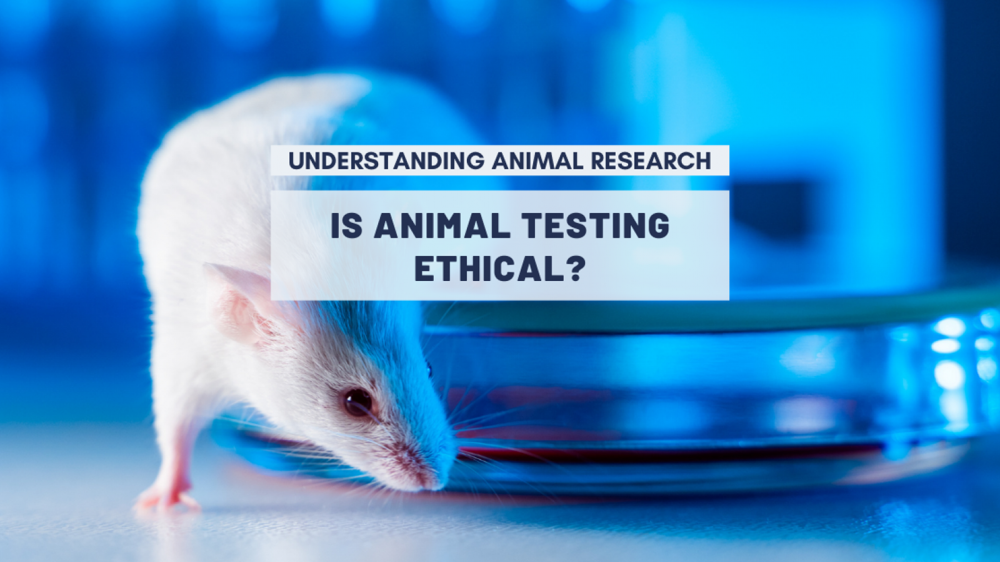 UNDERSTANDING ANIMAL RESEARCH
IS ANIMAL TESTING
ETHICAL?